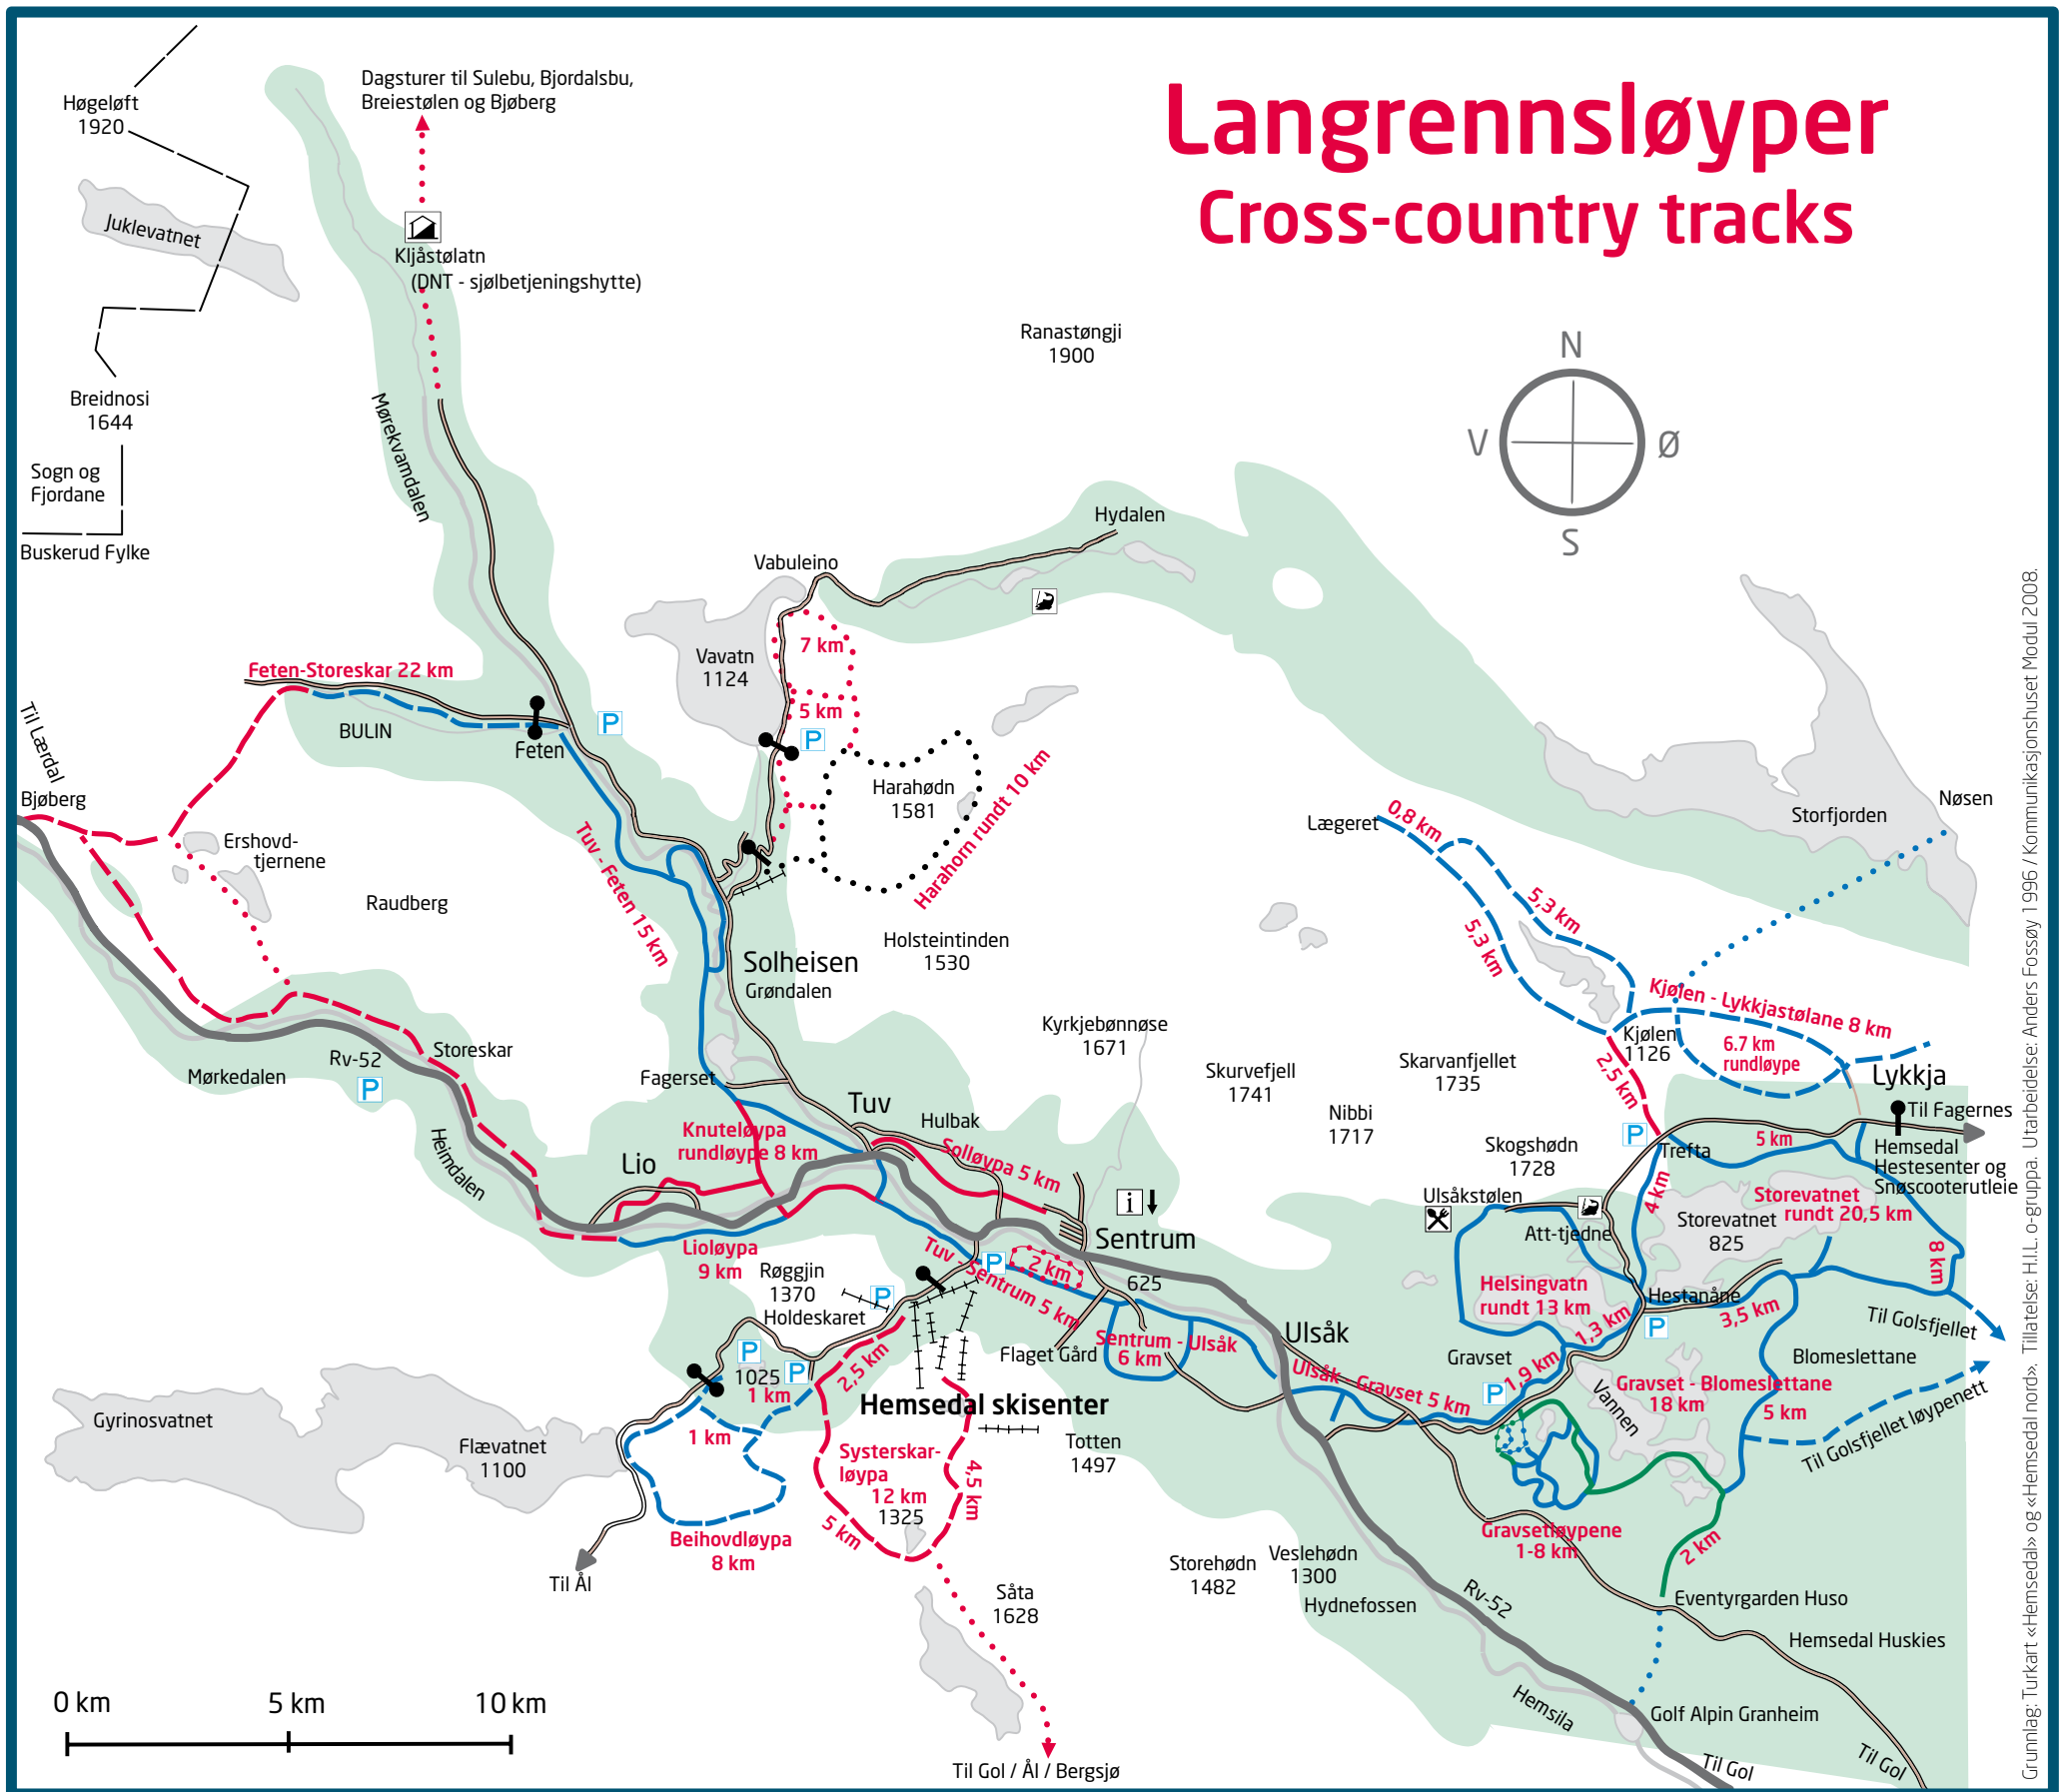 Langrennsløyper
Cross-country tracks
Høgeløft
1920
Dagsturer til Sulebu, Bjordalsbu,
Breiestølen og Bjøberg
Juklevatnet
Kljåstølatn
(DNT - sjølbetjeningshytte)
Ranastøngji
1900
N
V
Ø
S
Breidnosi
1644
Sogn og
Fjordane
Buskerud Fylke
Mørekvamdalen
Hydalen
Vabuleino
7 km
Vavatn
1124
5 km
P
Feten-Storeskar 22 km
BULIN
Feten
P
Til Lærdal
Bjøberg
Ershovd-
tjernene
Raudberg
Tuv - Feten 15 km
Harahødn
1581
Harahorn rundt 10 km
Holsteintinden
1530
Solheisen
Grøndalen
Lægeret
0,8 km
5,3 km
5,3 km
Storfjorden
Nøsen
Kjølen - Lykkjastølane 8 km
Kjølen
1126
6.7 km
rundløype
2,5 km
Lykkja
Til Fagernes
Hemsedal
Hestesenter og
Snøscooterutleie
Kyrkjebønnøse
1671
Skurvefjell
1741
Skarvanfjellet
1735
Nibbi
1717
Skogshødn
1728
Storeskar
Rv-52
P
Mørkedalen
Heimdalen
Fagerset
Tuv
Hulbak
Knuteløypa
rundløype 8 km
Solløypa 5 km
Lio
Lioløypa
9 km
i
Sentrum
625
P
2 km
Tuv - Sentrum 5 km
Røggjin
1370
P
Holdeskaret
P
1025
P
1 km
1 km
2,5 km
Flaget Gård
Sentrum - Ulsåk
6 km
Ulsåk
Ulsåk - Gravset 5 km
P
Trefta
5 km
4 km
Ulsåkstølen
Att-tjedne
Storevatnet
rundt 20,5 km
Storevatnet
825
8 km
Helsingvatn
rundt 13 km
Hestanåne
P
3,5 km
1,3 km
Til Golsfjellet
Gravset
1,9 km
P
Vannen
Blomeslettane
Gravset - Blomeslettane
18 km
5 km
Til Golsfjellet løypenett
Gyrinosvatnet
Flævatnet
1100
Hemsedal skisenter
Totten
1497
Systerskar-
løypa
12 km
1325
4,5 km
5 km
Beihovdløypa
8 km
Til Ål
Gravsetløypene
1-8 km
2 km
Storehødn
1482
Veslehødn
1300
Hydnefossen
Såta
1628
Rv-52
Eventyrgarden Huso
Hemsedal Huskies
Hemsila
Golf Alpin Granheim
Til Gol
Til Gol
Til Gol / Ål / Bergsjø
0 km
5 km
10 km
Grunnlag: Turkart «Hemsedal» og «Hemsedal nord». Tillatelse: H.I.L. o-gruppa. Utarbeidelse: Anders Fossøy 1996 / Kommunikasjonshuset Modul 2008.